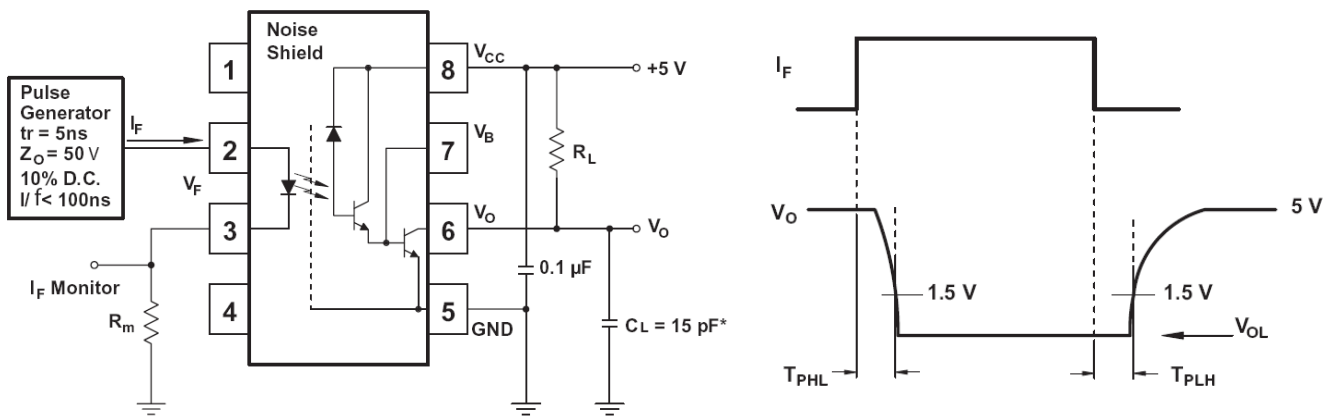 Noise
Shield
1
2
3
4
8
7
6
5
V_CC
V_B
V_O
GND
Pulse
Generator
tr = 5ns
Z_O = 50 V
10% D.C.
I/ f< 100ns
I_F
V_F
I_F Monitor
R_m
+5 V
R_L
V_O
0.1 µF
C_L = 15 pF*
I_F
V_O
5 V
1.5 V
1.5 V
V_OL
T_PHL
T_PLH